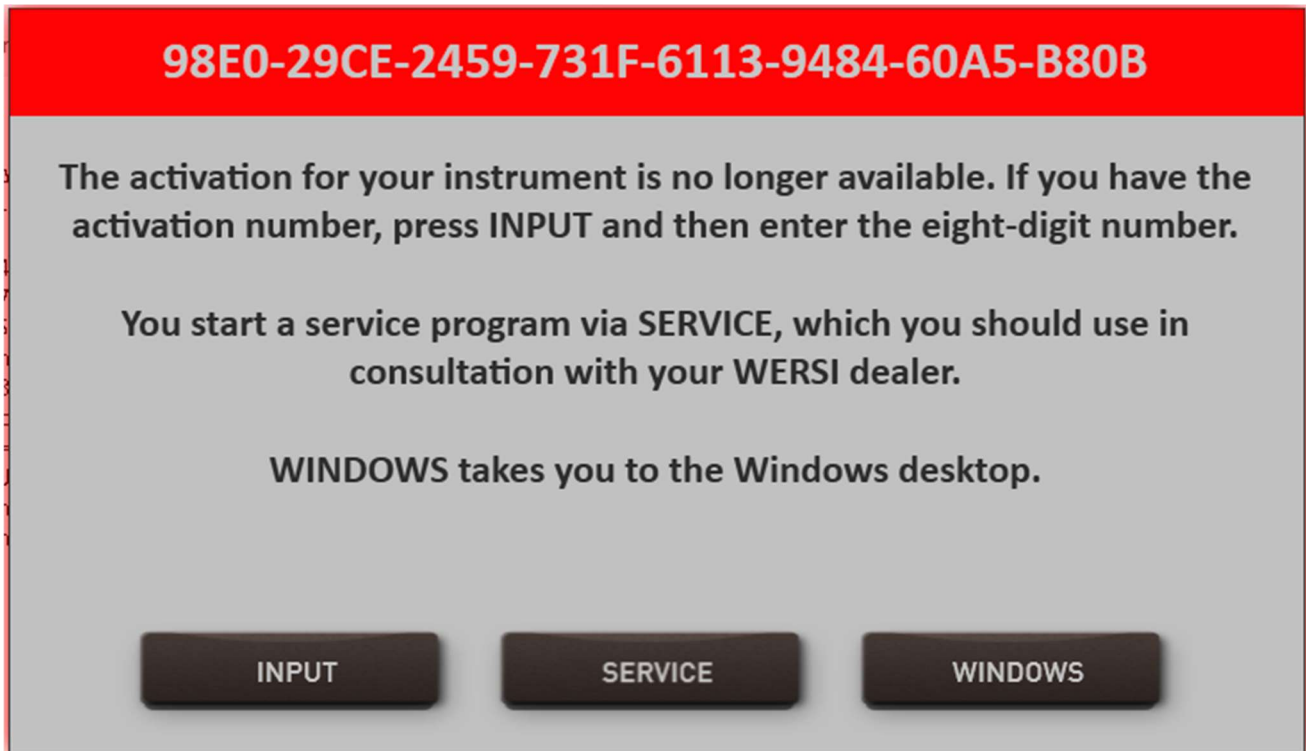 98E0-29CE-2459-731F-6113-9484-60A5-B80B
The activation for your instrument is no longer available. If you have the
activation number, press INPUT and then enter the eight-digit number.
You start a service program via SERVICE, which you should use in
consultation with your WERSI dealer.
WINDOWS takes you to the Windows desktop.
INPUT
SERVICE
WINDOWS